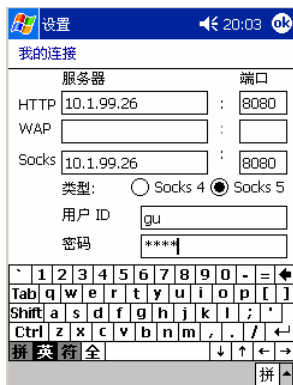 设置 20:03 ok
我的连接
服务器 端口
HTTP 10.1.99.26 : 8080
WAP :
Socks 10.1.99.26 : 8080
类型: Socks 4 Socks 5
用户 ID gu
密码 ****
` 1 2 3 4 5 6 7 8 9 0 - =
Tab q w e r t y u i o p [ ]
Shift a s d f g h j k l ; '
Ctrl z x c v b n m , . /
拼 英 符 全
拼